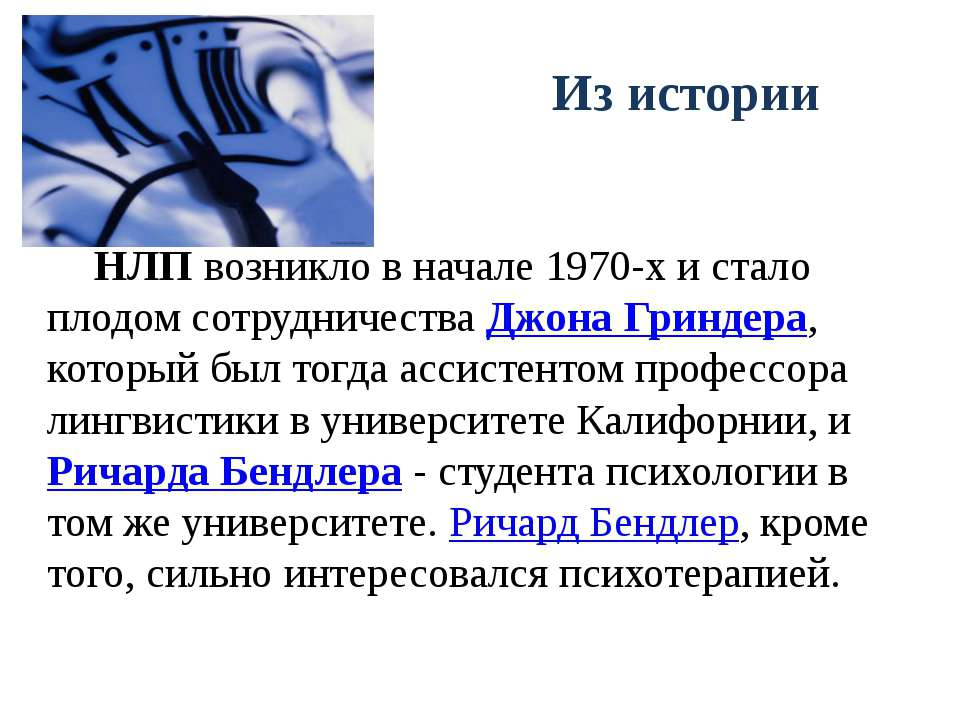 Из истории
НЛП возникло в начале 1970-х и стало
плодом сотрудничества Джона Гриндера,
который был тогда ассистентом профессора
лингвистики в университете Калифорнии, и
Ричарда Бендлера - студента психологии в
том же университете. Ричард Бендлер, кроме
того, сильно интересовался психотерапией.